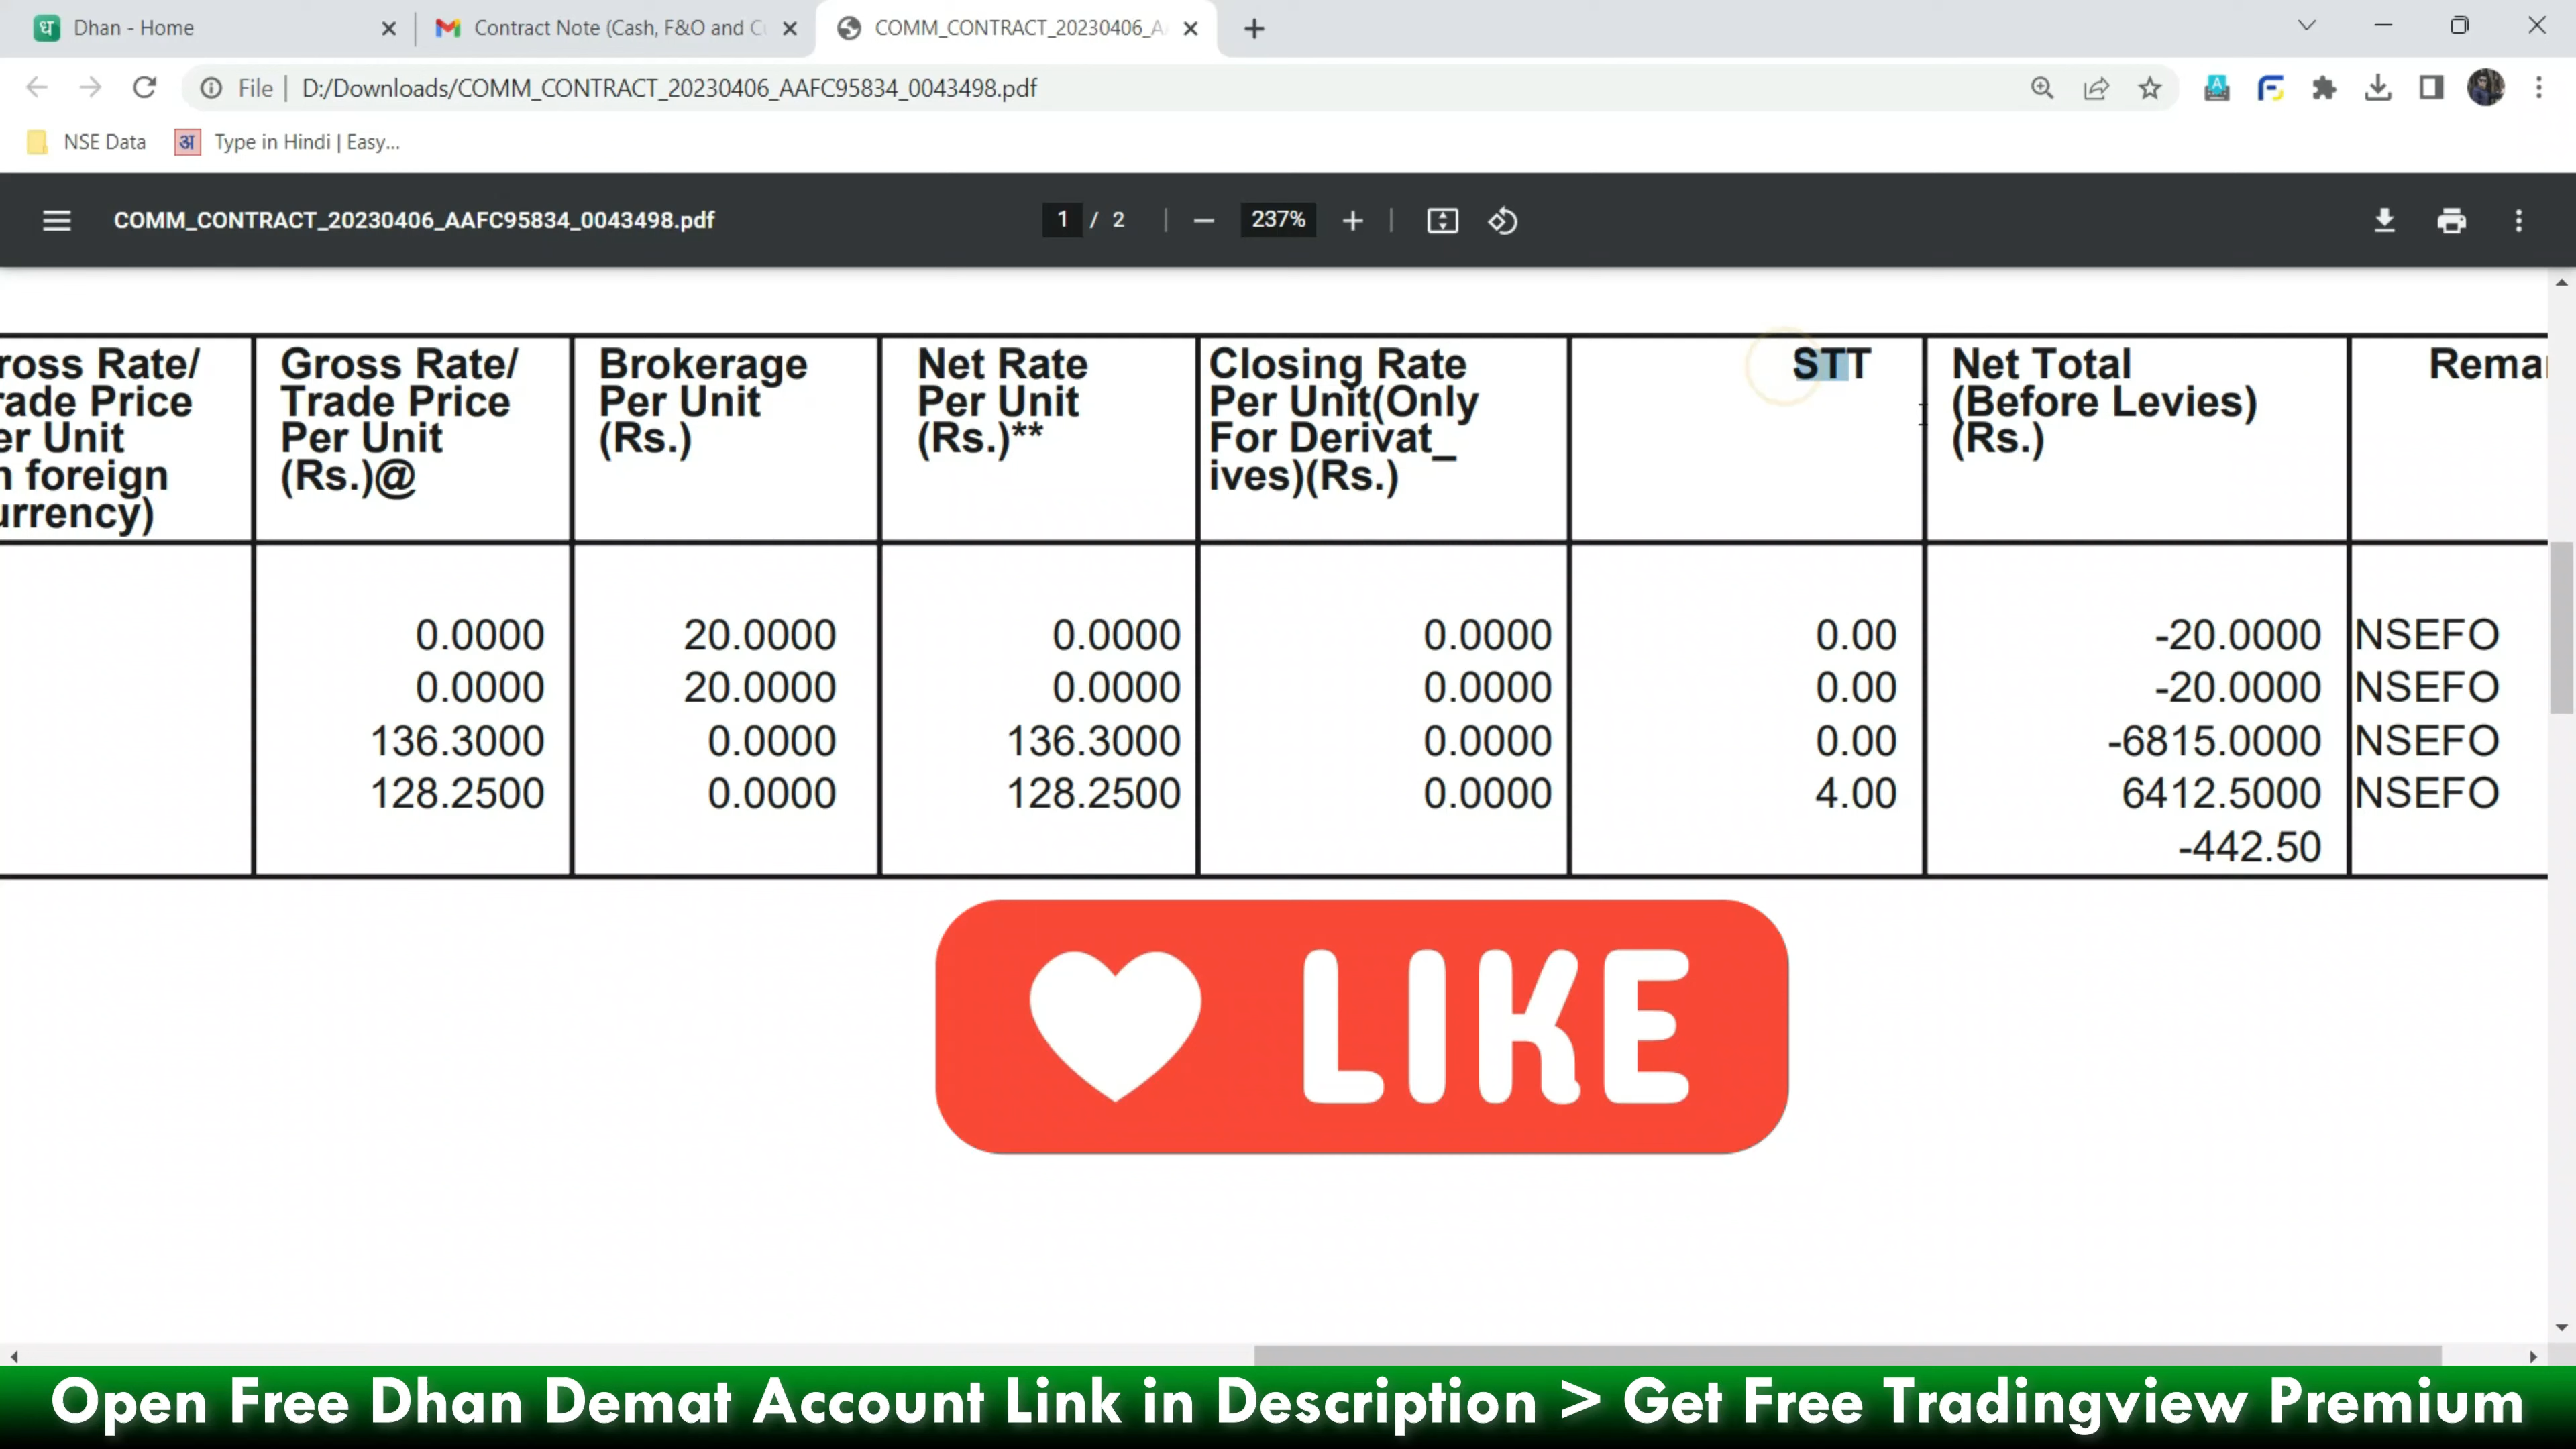 ध Dhan - Home
Contract Note (Cash, F&O and C
COMM_CONTRACT_20230406_A
File | D:/Downloads/COMM_CONTRACT_20230406_AAFC95834_0043498.pdf
NSE Data
अ Type in Hindi | Easy...
COMM_CONTRACT_20230406_AAFC95834_0043498.pdf
1 / 2
237%
ross Rate/
rade Price
er Unit
n foreign
urrency)
Gross Rate/
Trade Price
Per Unit
(Rs.)@
Brokerage
Per Unit
(Rs.)
Net Rate
Per Unit
(Rs.)**
Closing Rate
Per Unit(Only
For Derivat_
ives)(Rs.)
STT
Net Total
(Before Levies)
(Rs.)
Remar
0.0000 20.0000 0.0000 0.0000 0.00 -20.0000 NSEFO
0.0000 20.0000 0.0000 0.0000 0.00 -20.0000 NSEFO
136.3000 0.0000 136.3000 0.0000 0.00 -6815.0000 NSEFO
128.2500 0.0000 128.2500 0.0000 4.00 6412.5000 NSEFO
-442.50
LIKE
Open Free Dhan Demat Account Link in Description > Get Free Tradingview Premium